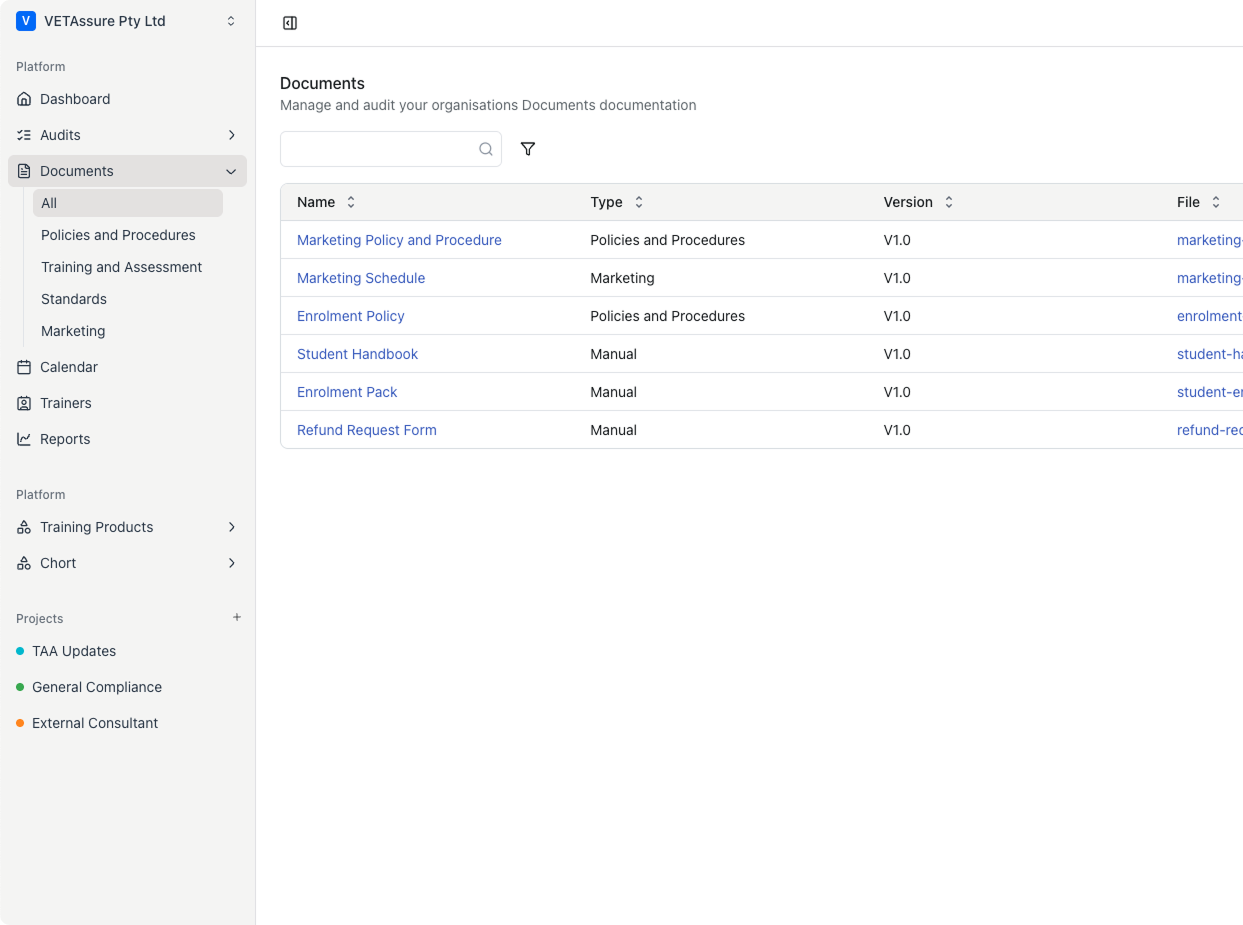 V VETAssure Pty Ltd
Platform
Dashboard
Audits
Documents
All
Policies and Procedures
Training and Assessment
Standards
Marketing
Calendar
Trainers
Reports
Platform
Training Products
Chort
Projects +
TAA Updates
General Compliance
External Consultant
Documents
Manage and audit your organisations Documents documentation
Name Type Version File
Marketing Policy and Procedure Policies and Procedures V1.0 marketing-
Marketing Schedule Marketing V1.0 marketing-
Enrolment Policy Policies and Procedures V1.0 enrolment
Student Handbook Manual V1.0 student-ha
Enrolment Pack Manual V1.0 student-en
Refund Request Form Manual V1.0 refund-req